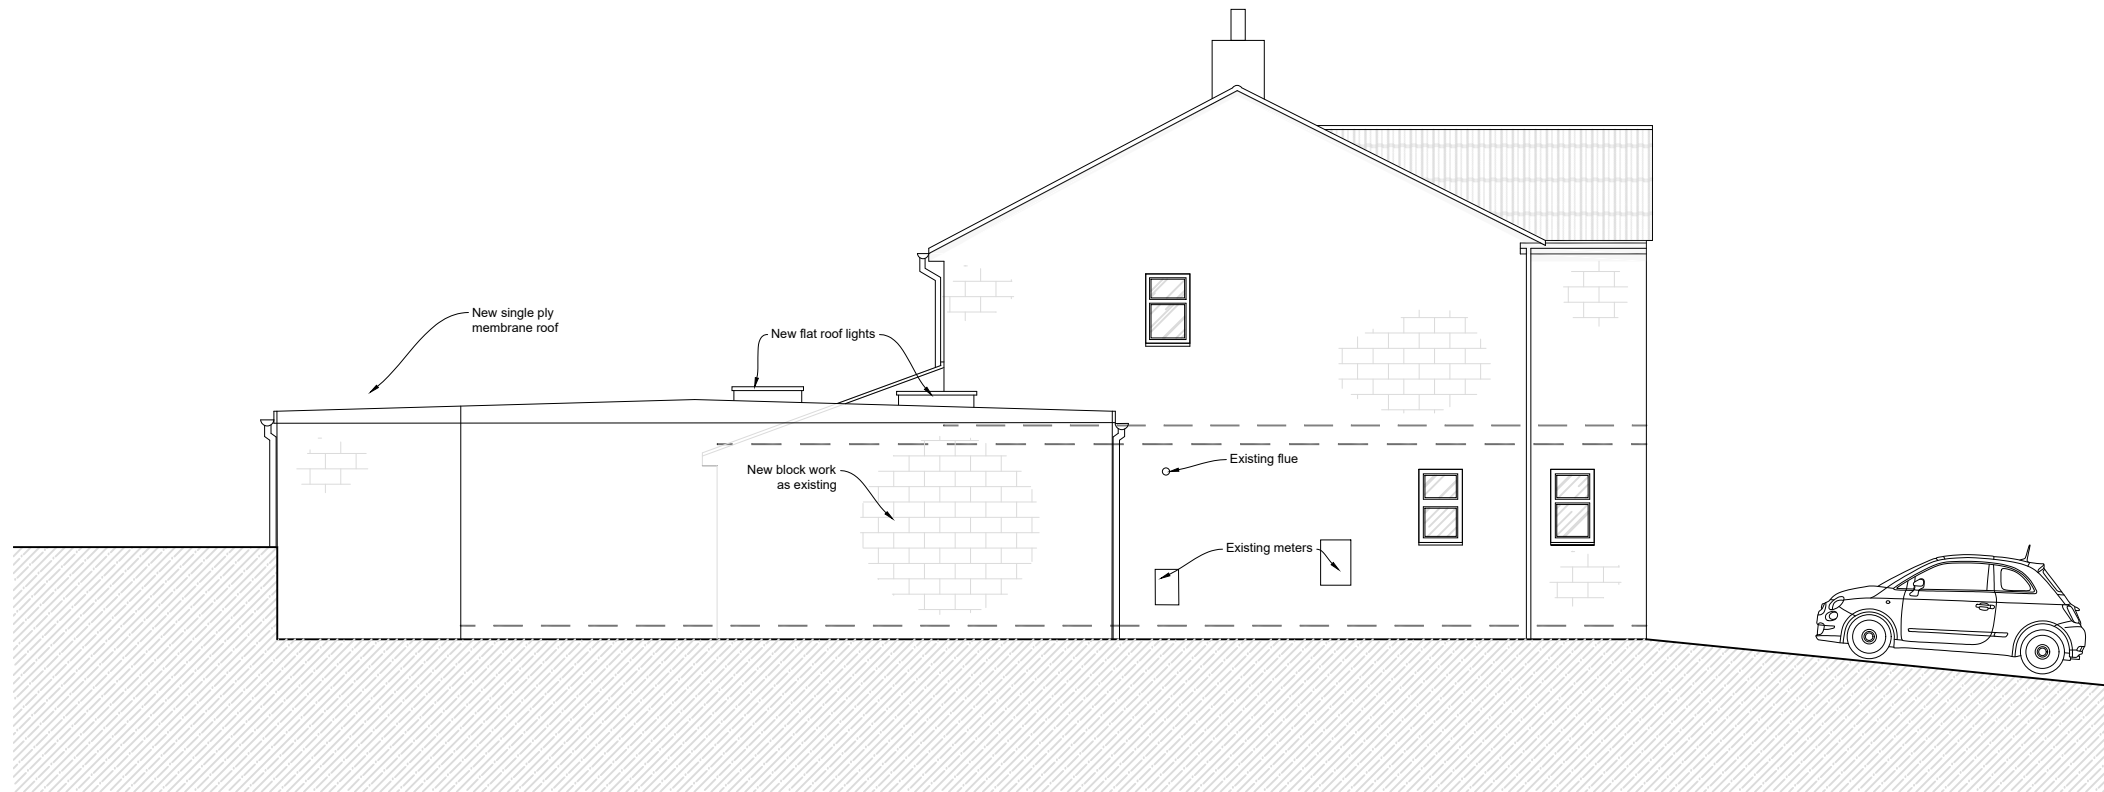 New single ply
membrane roof
New flat roof lights
New block work
as existing
Existing flue
Existing meters